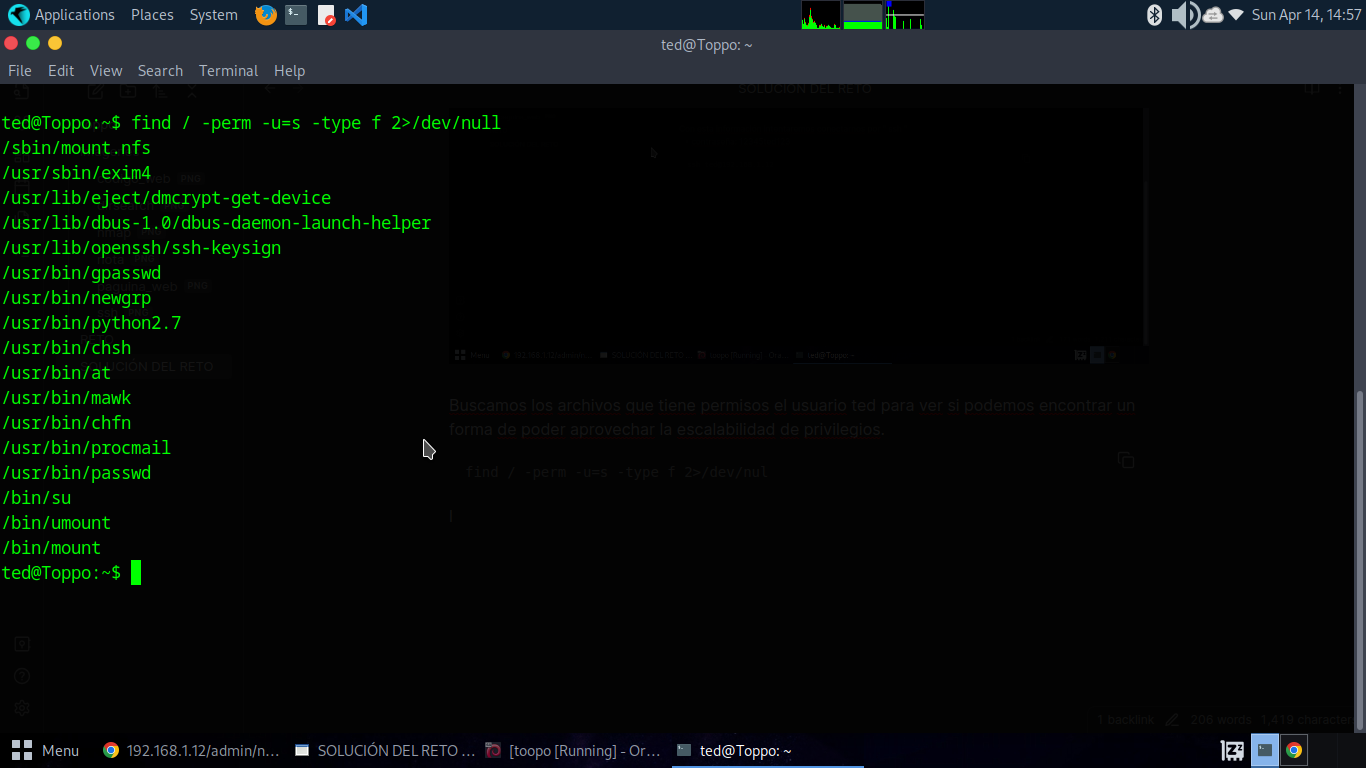 Applications Places System Sun Apr 14, 14:57
ted@Toppo: ~
File Edit View Search Terminal Help
SOLUCIÓN DEL RETO
ted@Toppo:~$ find / -perm -u=s -type f 2>/dev/null
/sbin/mount.nfs
/usr/sbin/exim4
/usr/lib/eject/dmcrypt-get-device
/usr/lib/dbus-1.0/dbus-daemon-launch-helper
/usr/lib/openssh/ssh-keysign
/usr/bin/gpasswd
/usr/bin/newgrp
/usr/bin/python2.7
/usr/bin/chsh
/usr/bin/at
/usr/bin/mawk
/usr/bin/chfn
/usr/bin/procmail
/usr/bin/passwd
/bin/su
/bin/umount
/bin/mount
ted@Toppo:~$
PNG
PNG
SOLUCIÓN DEL RETO
Buscamos los archivos que tiene permisos el usuario ted para ver si podemos encontrar un
forma de poder aprovechar la escalabilidad de privilegios.
find / -perm -u=s -type f 2>/dev/nul
1 backlink 206 words 1,419 character
Menu 192.168.1.12/admin/n... SOLUCIÓN DEL RETO ... [toopo [Running] - Or... ted@Toppo: ~